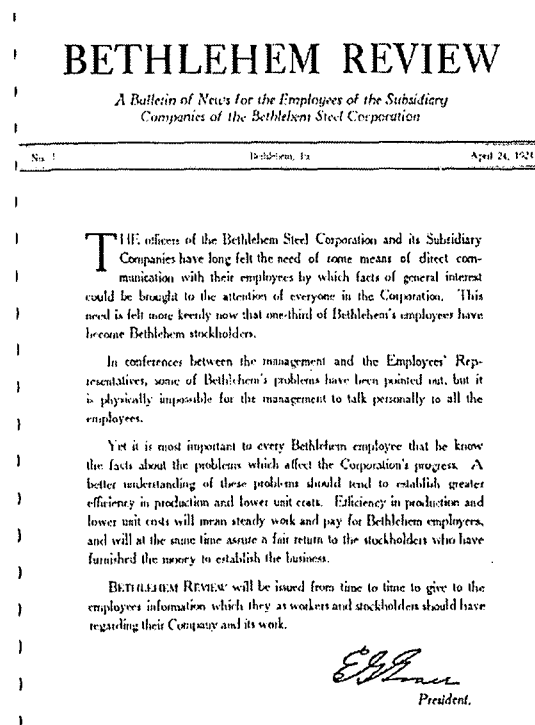 BETHLEHEM REVIEW
A Bulletin of News for the Employees of the Subsidiary
Companies of the Bethlehem Steel Corporation
No. 1 Bethlehem, Pa. April 24,
THE officers of the Bethlehem Steel Corporation and its Subsidiary
Companies have long felt the need of some means of direct com-
munication with their employees by which facts of general interest
could be brought to the attention of everyone in the Corporation. This
need is felt more keenly now that one-third of Bethlehem's employees have
become Bethlehem stockholders.
In conferences between the management and the Employees' Rep-
resentatives, some of Bethlehem's problems have been pointed out, but it
is physically impossible for the management to talk personally to all the
employees.
Yet it is most important to every Bethlehem employee that he know
the facts about the problems which affect the Corporation's progress. A
better understanding of these problems should tend to establish greater
efficiency in production and lower unit costs. Efficiency in production and
lower unit costs will mean steady work and pay for Bethlehem employees,
and will at the same time assure a fair return to the stockholders who have
furnished the money to establish the business.
BETHLEHEM REVIEW will be issued from time to time to give to the
employees information which they as workers and stockholders should have
regarding their Company and its work.
President.